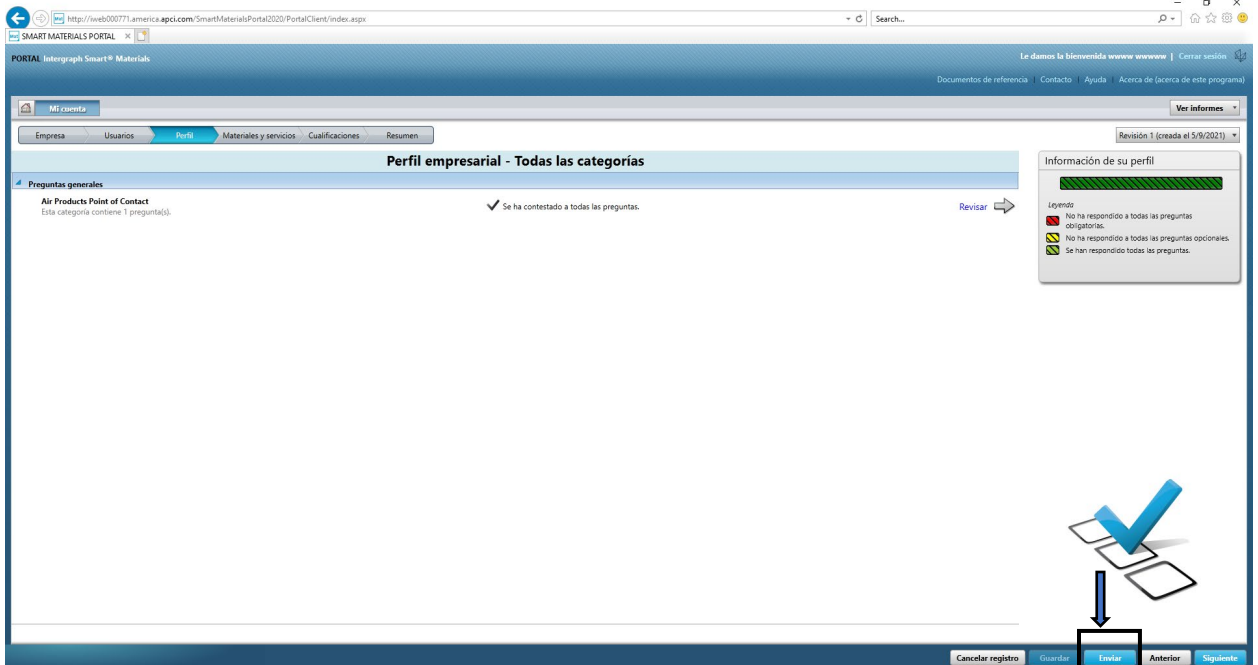 http://iweb000771.america.apci.com/SmartMaterialsPortal2020/PortalClient/index.aspx
Search...
SMART MATERIALS PORTAL
PORTAL Intergraph Smart® Materials
Le damos la bienvenida wwww wwwww | Cerrar sesión
Documentos de referencia | Contacto | Ayuda | Acerca de (acerca de este programa)
Mi cuenta
Ver informes
Empresa Usuarios Perfil Materiales y servicios Cualificaciones Resumen
Revisión 1 (creada el 5/9/2021)
Perfil empresarial - Todas las categorías
Información de su perfil
Preguntas generales
Air Products Point of Contact
Esta categoría contiene 1 pregunta(s).
Se ha contestado a todas las preguntas.
Revisar
Leyenda
No ha respondido a todas las preguntas
obligatorias.
No ha respondido a todas las preguntas opcionales.
Se han respondido todas las preguntas.
Cancelar registro Guardar Enviar Anterior Siguiente